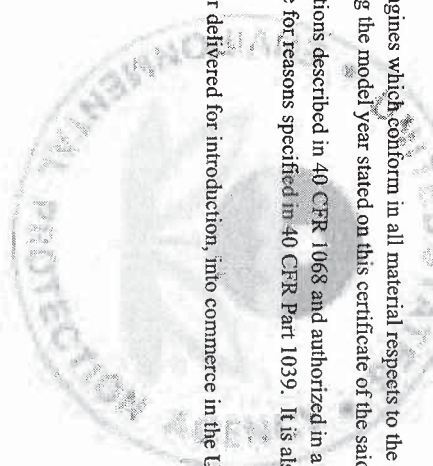 gines which conform in all material respects to the
g the model year stated on this certificate of the said
tions described in 40 CFR 1068 and authorized in a
e for reasons specified in 40 CFR Part 1039. It is als
r delivered for introduction, into commerce in the U
PROTECTION